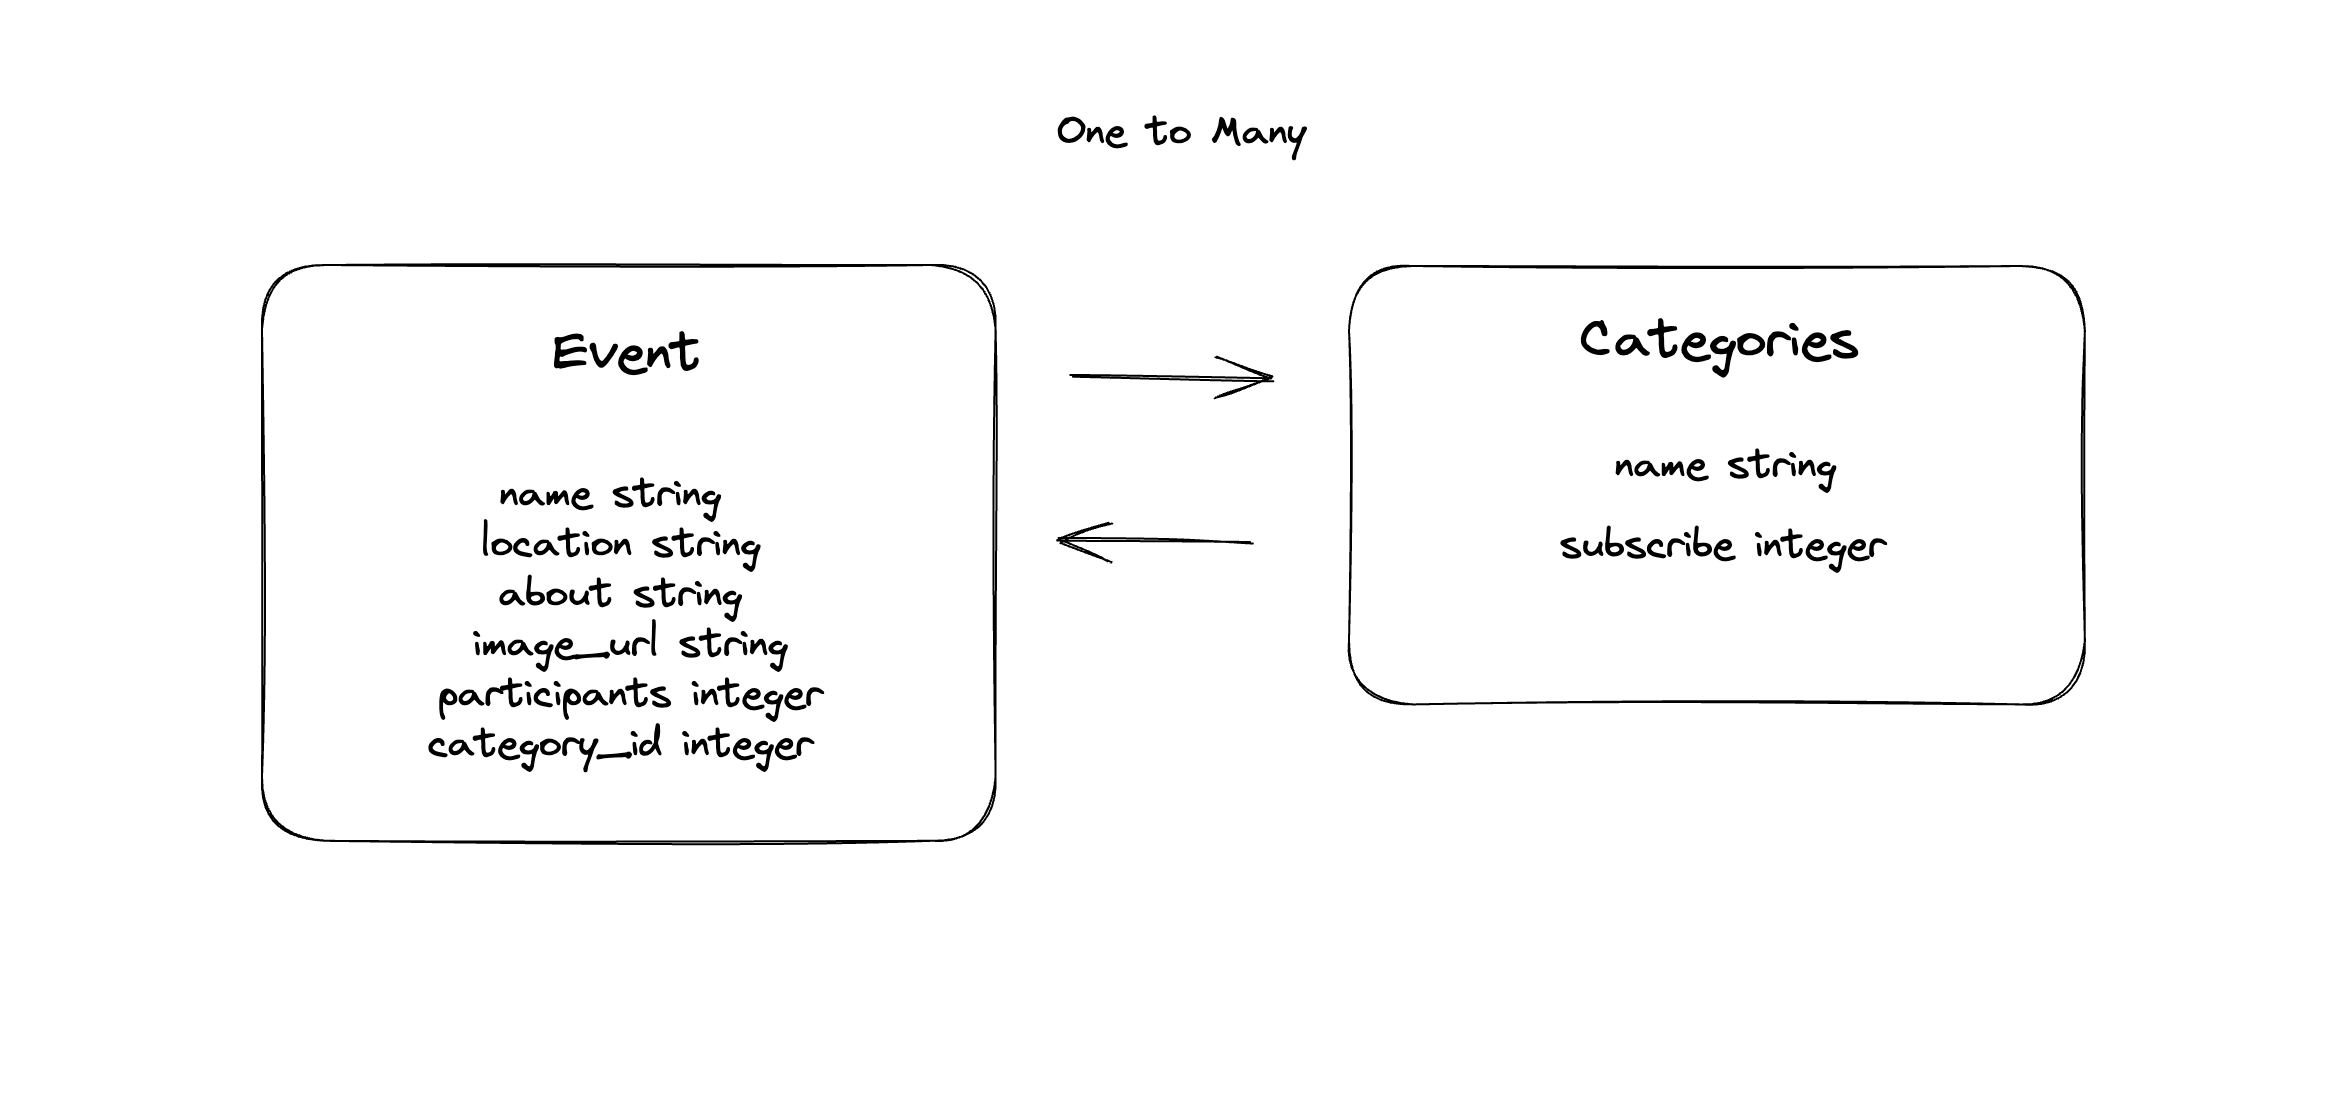 One to Many
Event
name string
location string
about string
image_url string
participants integer
category_id integer
Categories
name string
subscribe integer